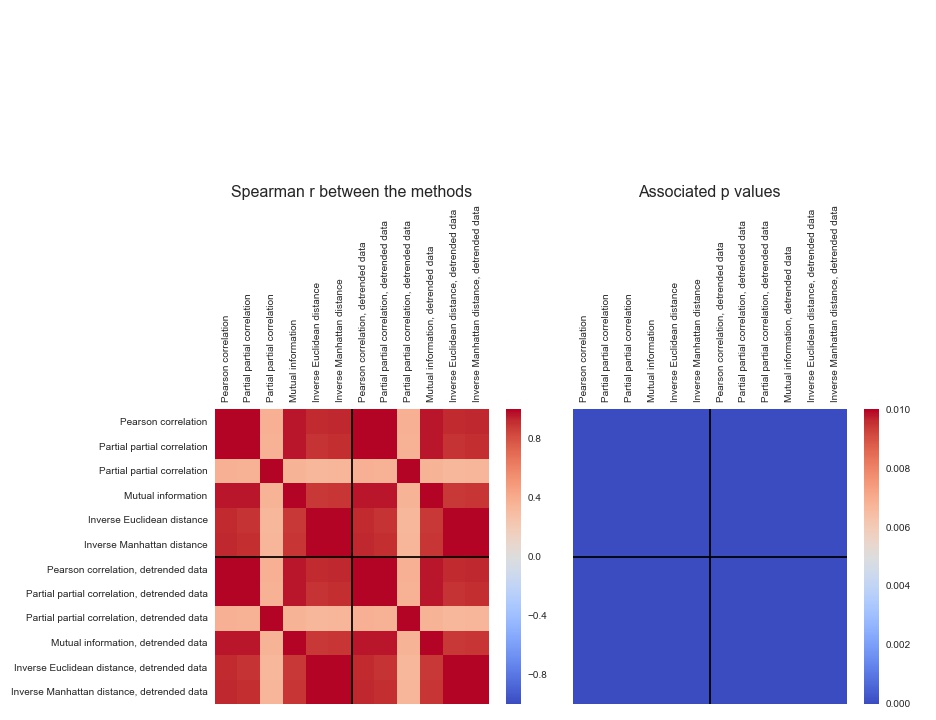 Spearman r between the methods
Associated p values
Pearson correlation
Partial partial correlation
Partial partial correlation
Mutual information
Inverse Euclidean distance
Inverse Manhattan distance
Pearson correlation, detrended data
Partial partial correlation, detrended data
Partial partial correlation, detrended data
Mutual information, detrended data
Inverse Euclidean distance, detrended data
Inverse Manhattan distance, detrended data
Pearson correlation
Partial partial correlation
Partial partial correlation
Mutual information
Inverse Euclidean distance
Inverse Manhattan distance
Pearson correlation, detrended data
Partial partial correlation, detrended data
Partial partial correlation, detrended data
Mutual information, detrended data
Inverse Euclidean distance, detrended data
Inverse Manhattan distance, detrended data
Pearson correlation
Partial partial correlation
Partial partial correlation
Mutual information
Inverse Euclidean distance
Inverse Manhattan distance
Pearson correlation, detrended data
Partial partial correlation, detrended data
Partial partial correlation, detrended data
Mutual information, detrended data
Inverse Euclidean distance, detrended data
Inverse Manhattan distance, detrended data
0.8
0.4
0.0
−0.4
−0.8
0.010
0.008
0.006
0.004
0.002
0.000